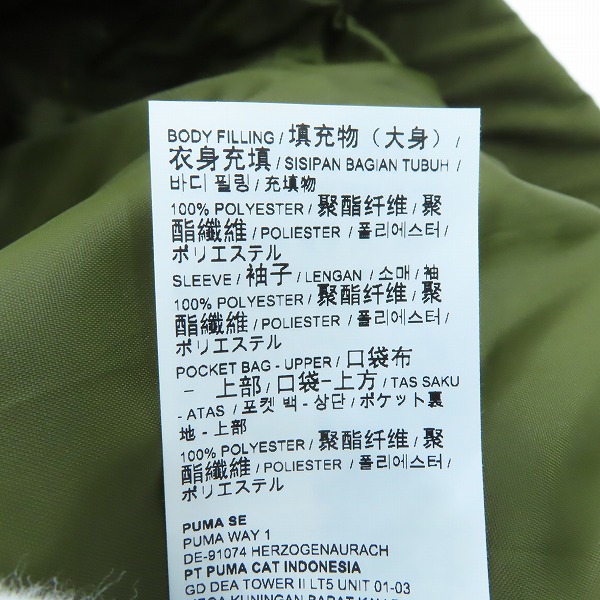 BODY FILLING / 填充物（大身）/
衣身充填 / SISIPAN BAGIAN TUBUH /
바디 필링 / 充填物
100% POLYESTER / 聚酯纤维 / 聚
酯纖維 / POLIESTER / 폴리에스터 /
ポリエステル
SLEEVE / 袖子 / LENGAN / 소매 / 袖
100% POLYESTER / 聚酯纤维 / 聚
酯纖維 / POLIESTER / 폴리에스터 /
ポリエステル
POCKET BAG - UPPER / 口袋布
- 上部 / 口袋-上方 / TAS SAKU
- ATAS / 포켓 백 - 상단 / ポケット裏
地 - 上部
100% POLYESTER / 聚酯纤维 / 聚
酯纖維 / POLIESTER / 폴리에스터 /
ポリエステル
PUMA SE
PUMA WAY 1
DE-91074 HERZOGENAURACH
PT PUMA CAT INDONESIA
GD DEA TOWER II LT5 UNIT 01-03
MEGA KUNINGAN BARAT